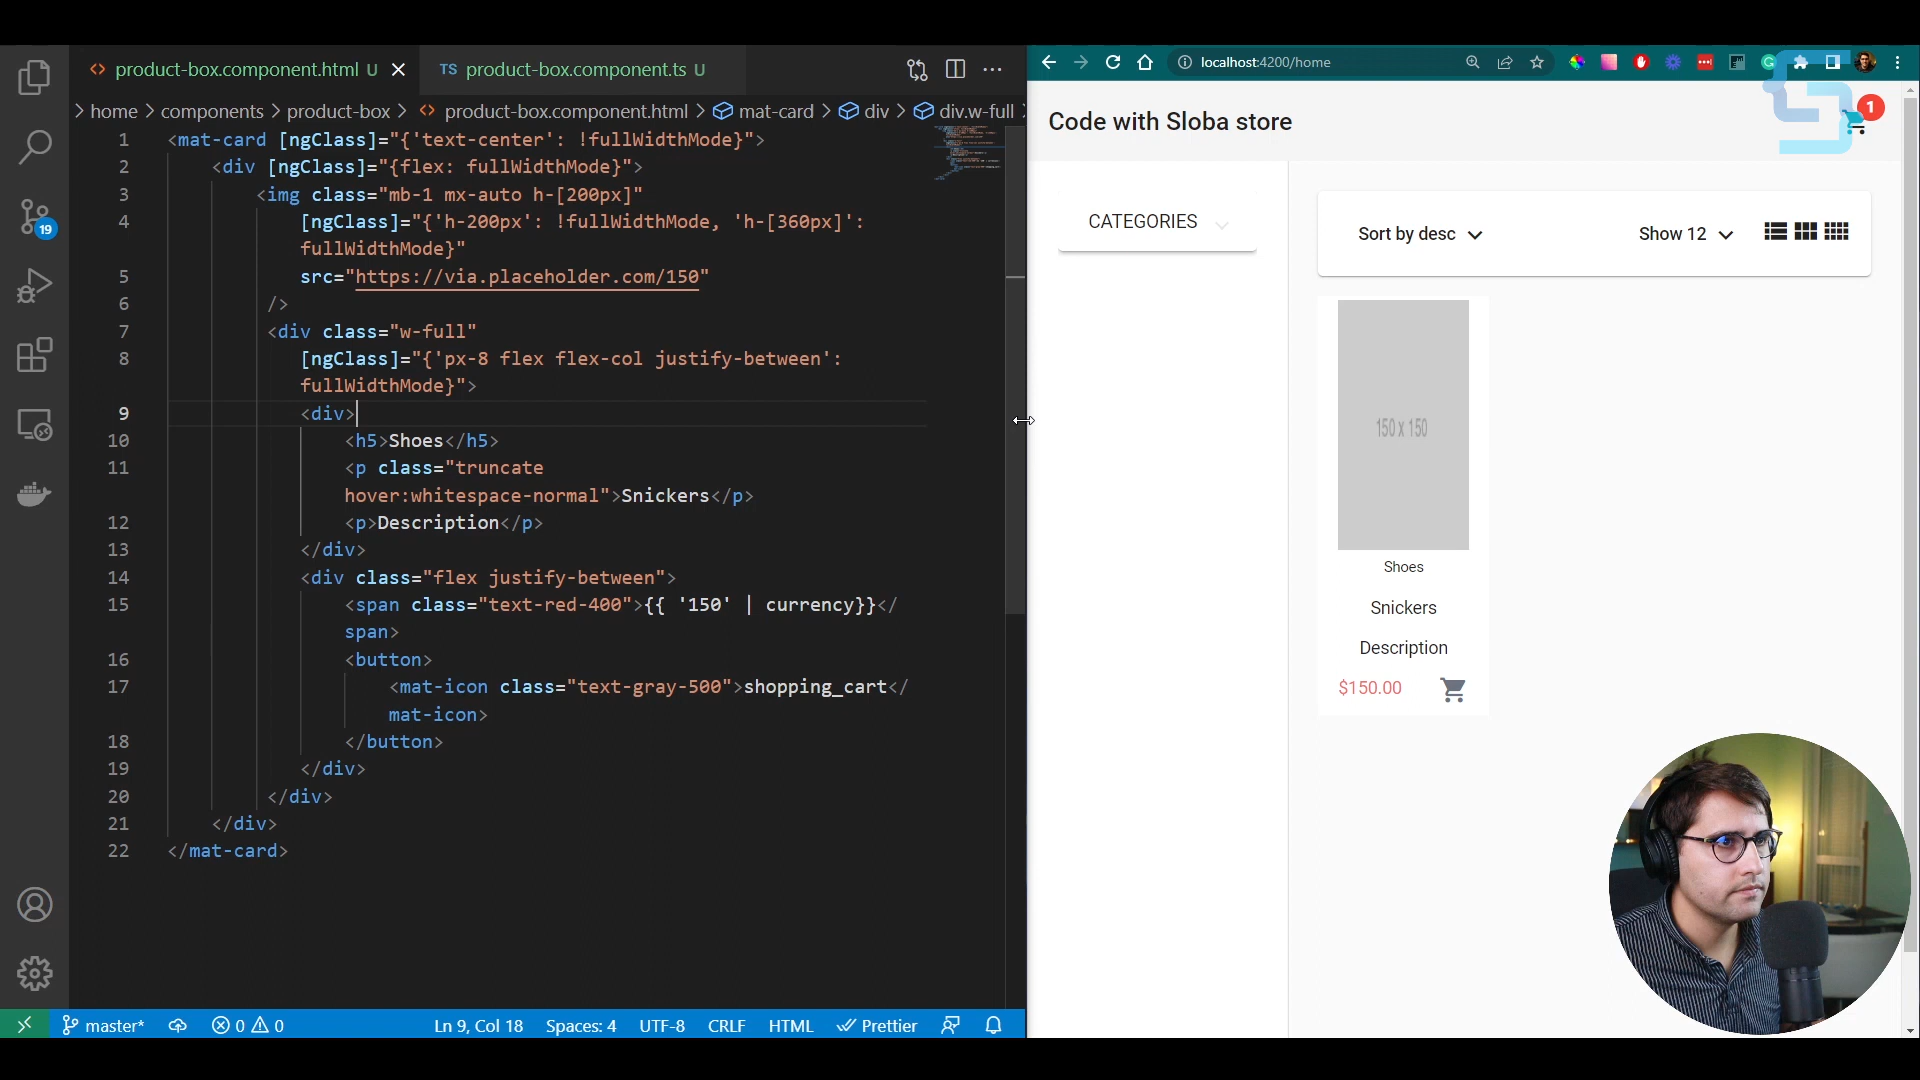 product-box.component.html U
TS product-box.component.ts U
home > components > product-box > product-box.component.html > mat-card > div > div.w-full
1 <mat-card [ngClass]="{'text-center': !fullWidthMode}">
2 <div [ngClass]="{flex: fullWidthMode}">
3 <img class="mb-1 mx-auto h-[200px]"
4 [ngClass]="{'h-200px': !fullWidthMode, 'h-[360px]':
fullWidthMode}"
5 src="https://via.placeholder.com/150"
6 />
7 <div class="w-full"
8 [ngClass]="{'px-8 flex flex-col justify-between':
fullWidthMode}">
9 <div>
10 <h5>Shoes</h5>
11 <p class="truncate
hover:whitespace-normal">Snickers</p>
12 <p>Description</p>
13 </div>
14 <div class="flex justify-between">
15 <span class="text-red-400">{{ '150' | currency}}</
span>
16 <button>
17 <mat-icon class="text-gray-500">shopping_cart</
mat-icon>
18 </button>
19 </div>
20 </div>
21 </div>
22 </mat-card>
19
master*
0 0
Ln 9, Col 18
Spaces: 4
UTF-8
CRLF
HTML
Prettier
localhost:4200/home
Code with Sloba store
1
CATEGORIES
Sort by desc
Show 12
150 x 150
Shoes
Snickers
Description
$150.00